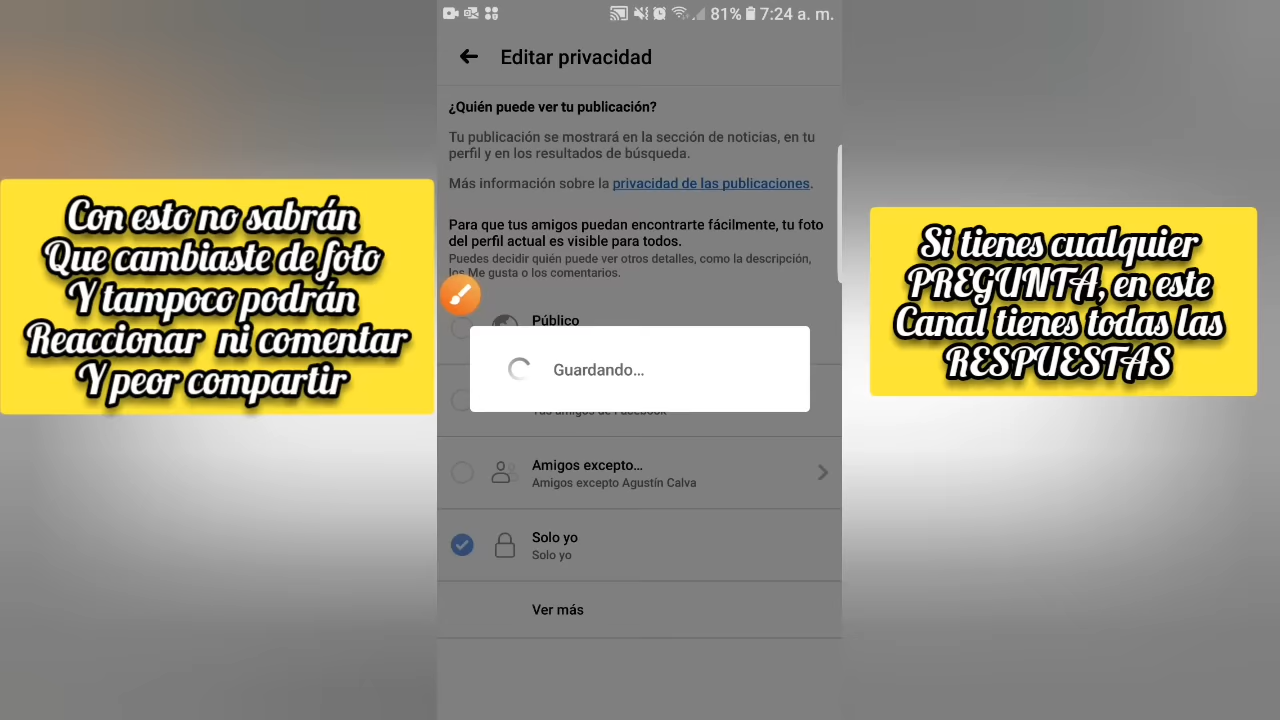 81% 7:24 a. m.
Editar privacidad
¿Quién puede ver tu publicación?
Tu publicación se mostrará en la sección de noticias, en tu
perfil y en los resultados de búsqueda.
Más información sobre la privacidad de las publicaciones.
Para que tus amigos puedan encontrarte fácilmente, tu foto
del perfil actual es visible para todos.
Puedes decidir quién puede ver otros detalles, como la descripción,
los Me gusta o los comentarios.
Público
Guardando...
Tus amigos de Facebook
Amigos excepto...
Amigos excepto Agustín Calva
Solo yo
Solo yo
Ver más
Con esto no sabrán
Que cambiaste de foto
Y tampoco podrán
Reaccionar ni comentar
Y peor compartir
Si tienes cualquier
PREGUNTA, en este
Canal tienes todas las
RESPUESTAS